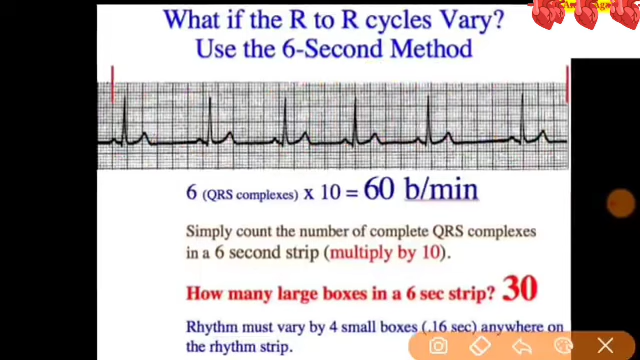 What if the R to R cycles Vary?
Use the 6-Second Method
6 (QRS complexes) x 10 = 60 b/min
Simply count the number of complete QRS complexes
in a 6 second strip (multiply by 10).
How many large boxes in a 6 sec strip? 30
Rhythm must vary by 4 small boxes (.16 sec) anywhere on
the rhythm strip.